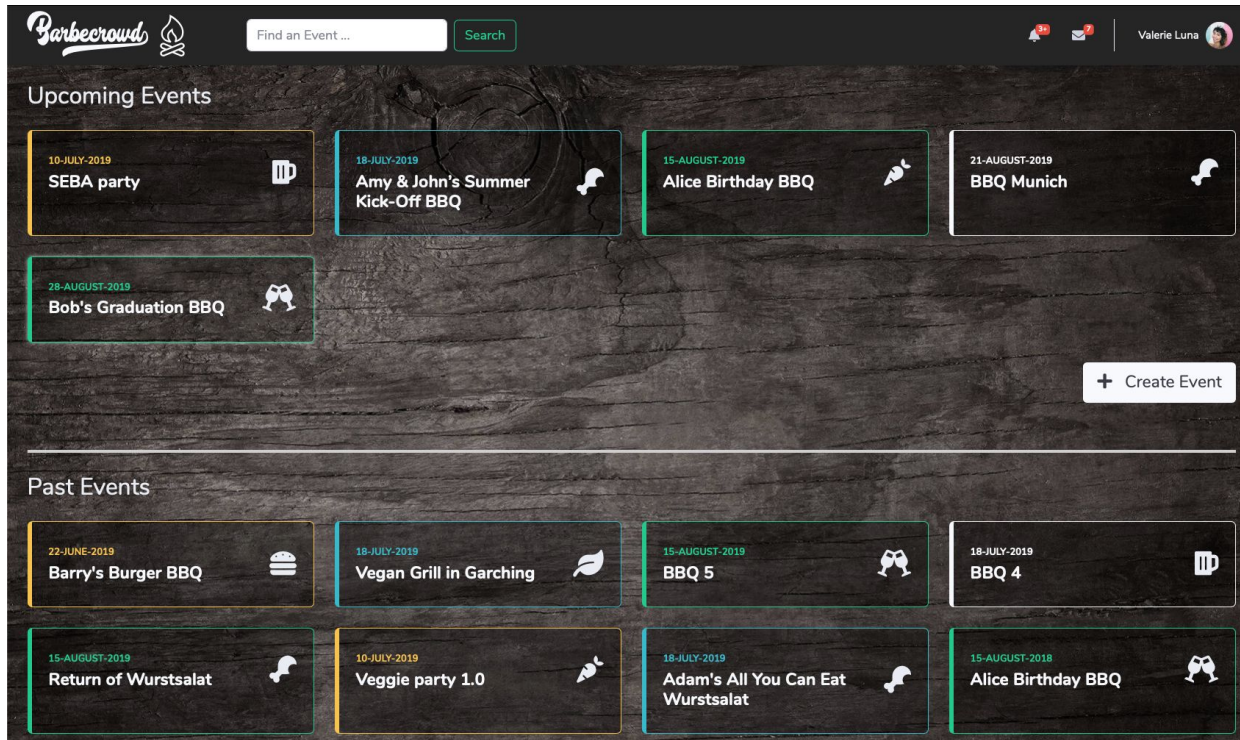 Barbecrowd
Find an Event ...
Search
3+
7
Valerie Luna
Upcoming Events
10-JULY-2019
SEBA party
18-JULY-2019
Amy & John's Summer
Kick-Off BBQ
15-AUGUST-2019
Alice Birthday BBQ
21-AUGUST-2019
BBQ Munich
28-AUGUST-2019
Bob's Graduation BBQ
+ Create Event
Past Events
22-JUNE-2019
Barry's Burger BBQ
18-JULY-2019
Vegan Grill in Garching
15-AUGUST-2019
BBQ 5
18-JULY-2019
BBQ 4
15-AUGUST-2019
Return of Wurstsalat
10-JULY-2019
Veggie party 1.0
18-JULY-2019
Adam's All You Can Eat
Wurstsalat
15-AUGUST-2018
Alice Birthday BBQ